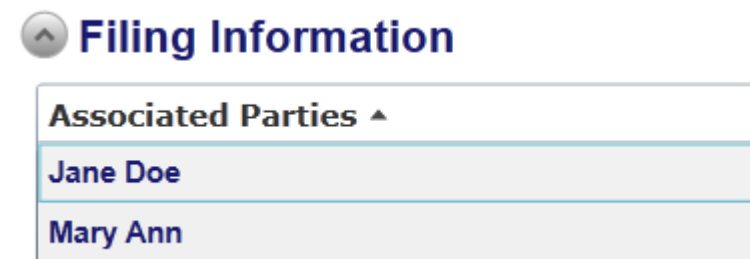 Filing Information
Associated Parties
Jane Doe
Mary Ann